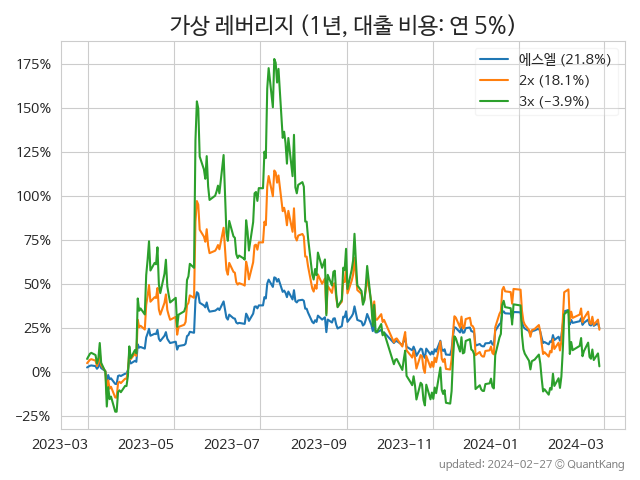 가상 레버리지 (1년, 대출 비용: 연 5%)
에스엘 (21.8%)
2x (18.1%)
3x (−3.9%)
175%
150%
125%
100%
75%
50%
25%
0%
−25%
2023-03 2023-05 2023-07 2023-09 2023-11 2024-01 2024-03
updated: 2024-02-27 © QuantKang